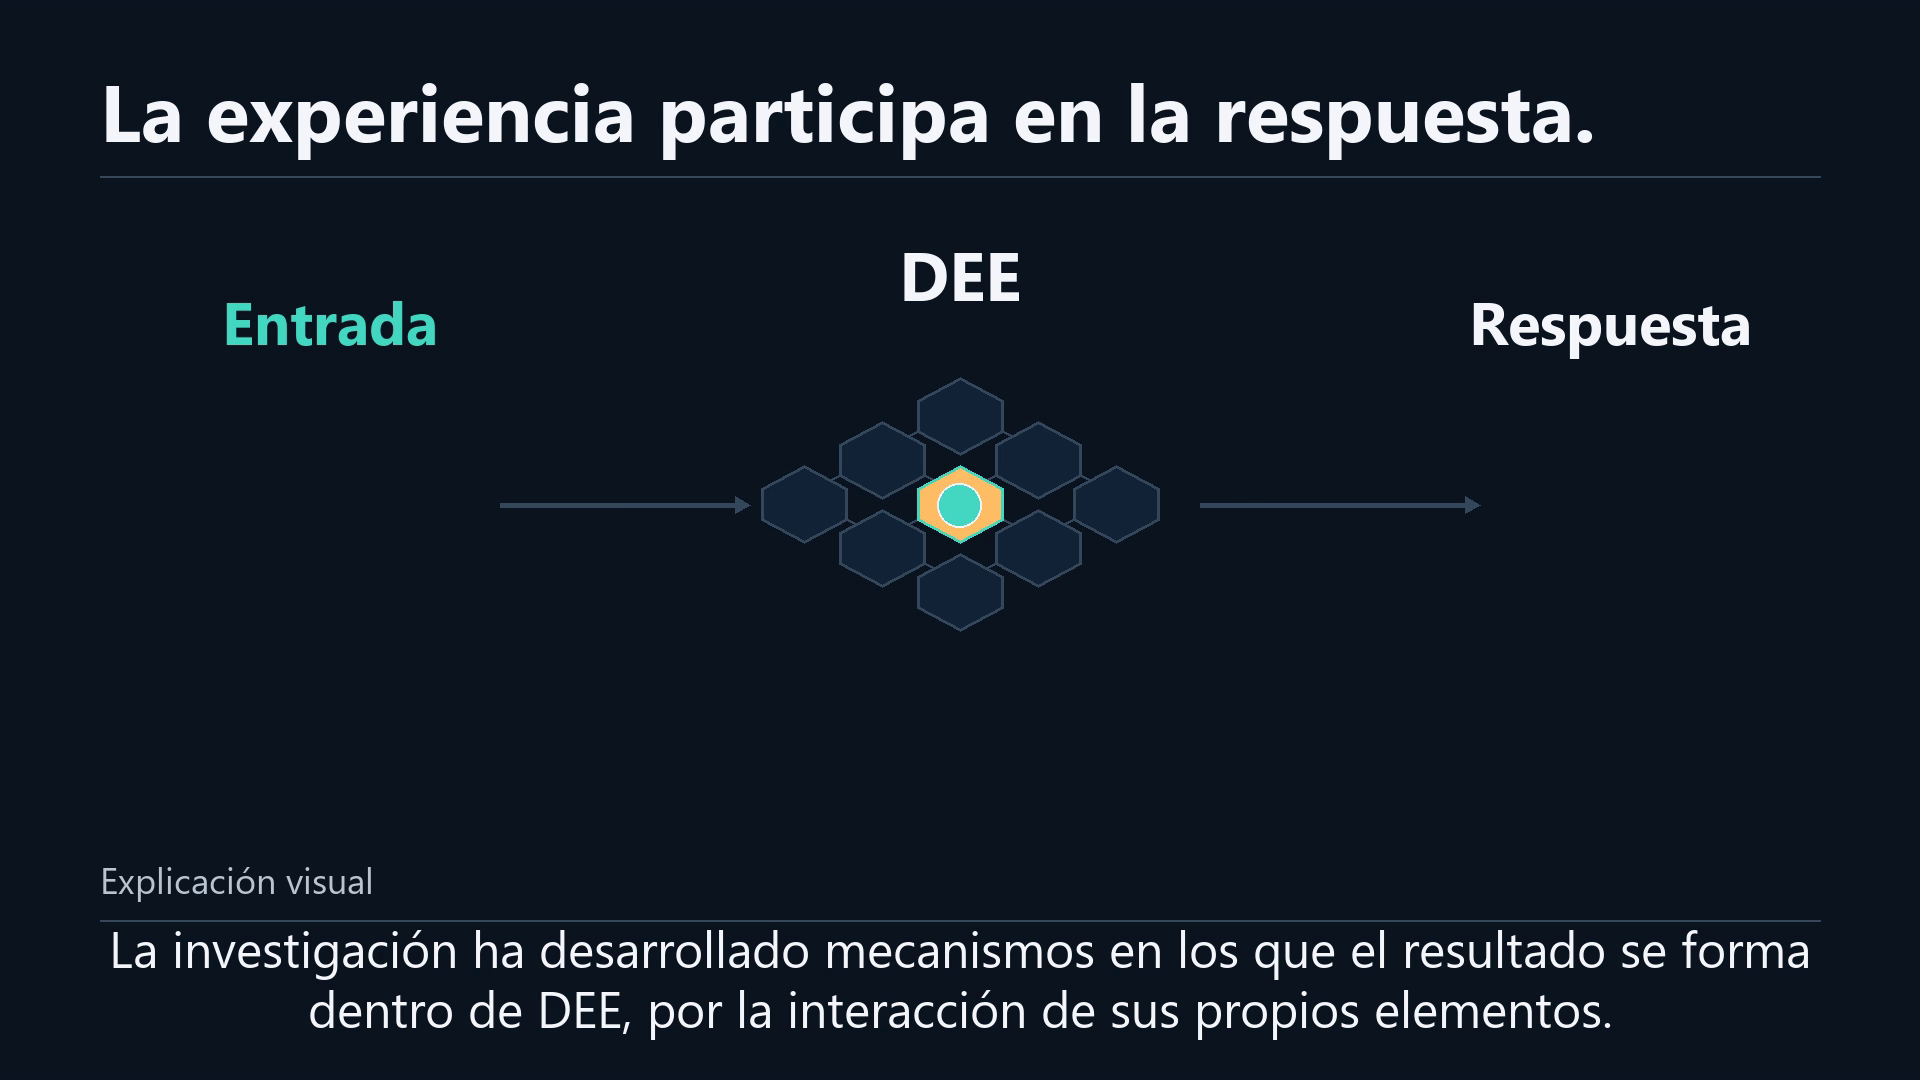 La experiencia participa en la respuesta.
DEE
Entrada
Respuesta
Explicación visual
La investigación ha desarrollado mecanismos en los que el resultado se forma
dentro de DEE, por la interacción de sus propios elementos.